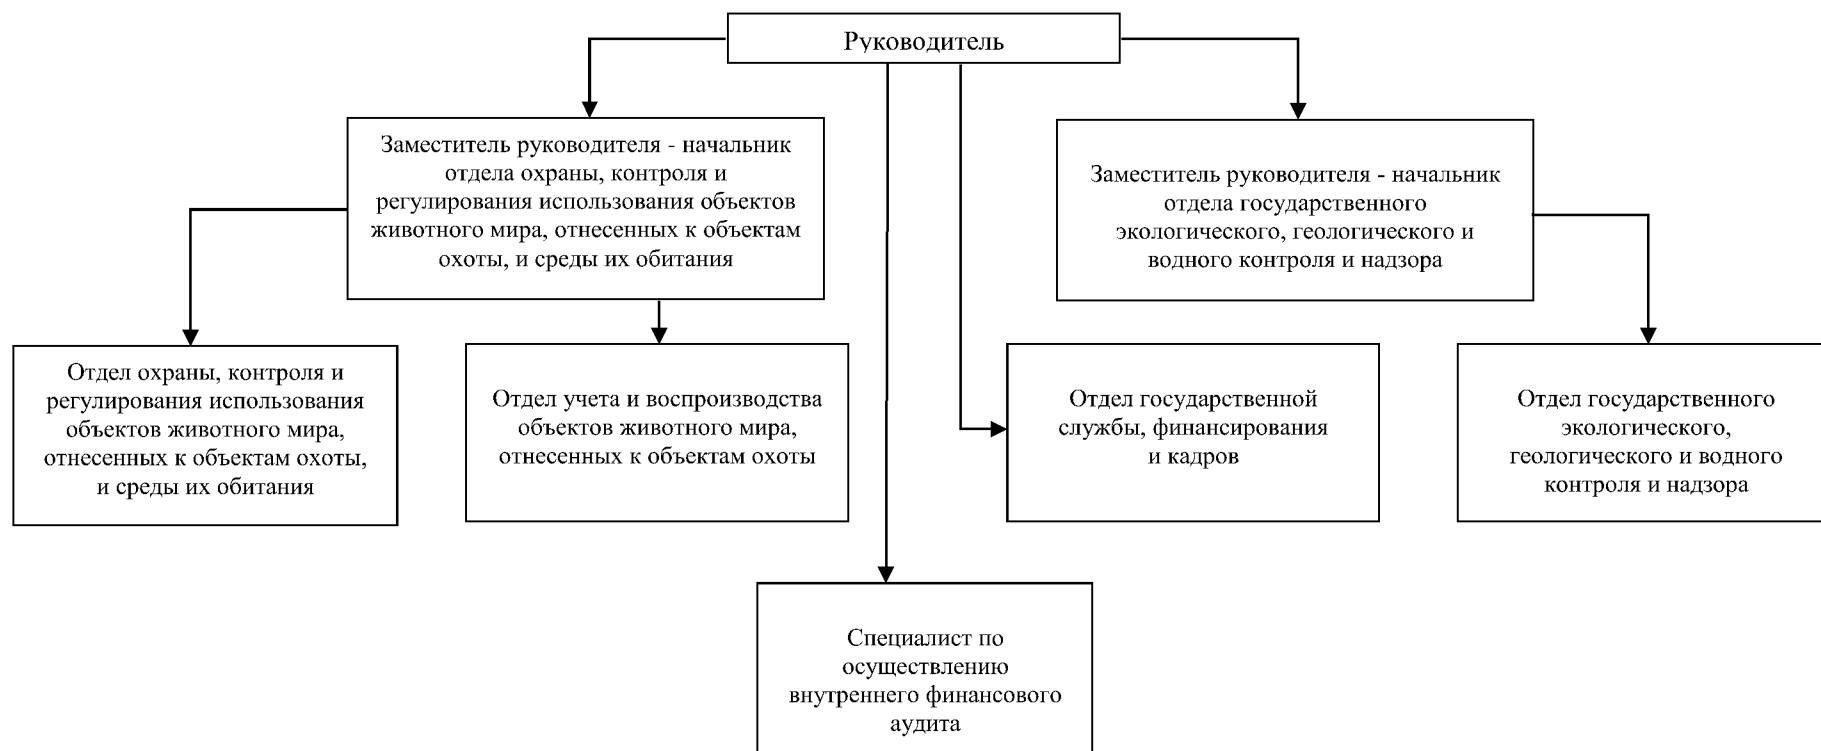 Руководитель
Заместитель руководителя - начальник
отдела охраны, контроля и
регулирования использования объектов
животного мира, отнесенных к объектам
охоты, и среды их обитания
Заместитель руководителя - начальник
отдела государственного
экологического, геологического и
водного контроля и надзора
Отдел охраны, контроля и
регулирования использования
объектов животного мира,
отнесенных к объектам охоты,
и среды их обитания
Отдел учета и воспроизводства
объектов животного мира,
отнесенных к объектам охоты
Отдел государственной
службы, финансирования
и кадров
Отдел государственного
экологического,
геологического и водного
контроля и надзора
Специалист по
осуществлению
внутреннего финансового
аудита